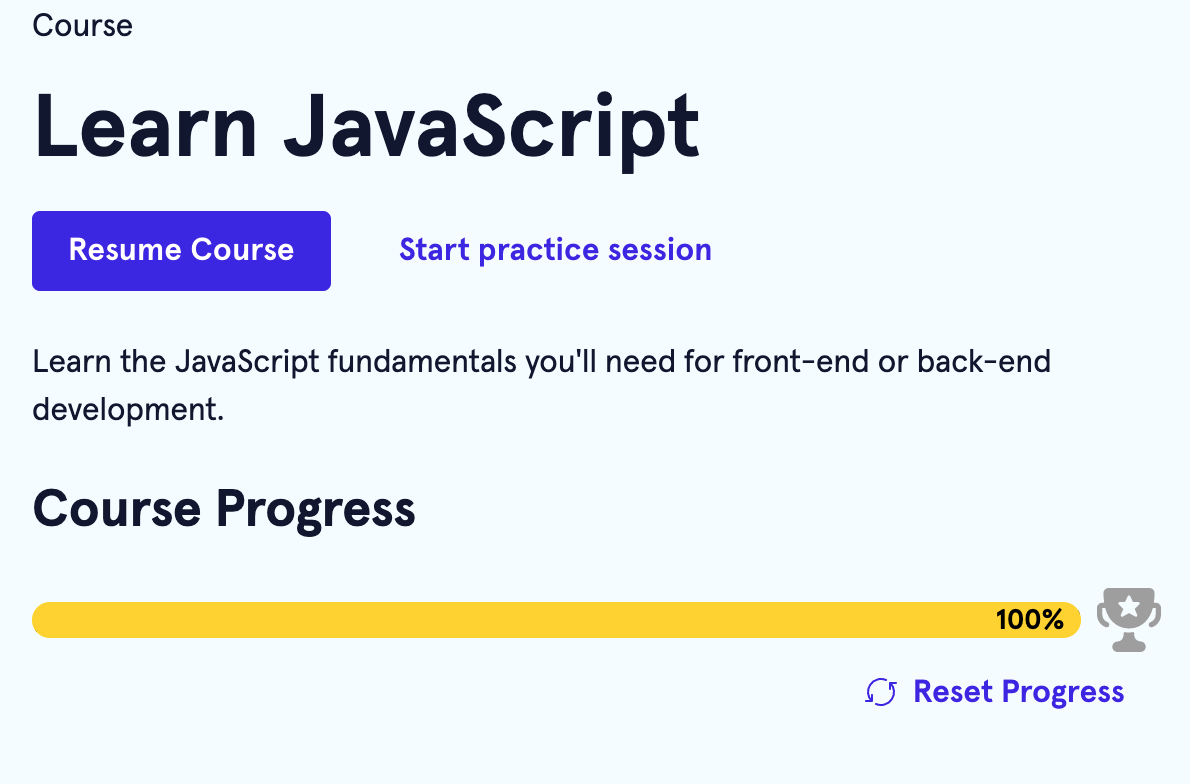 Course
Learn JavaScript
Resume Course
Start practice session
Learn the JavaScript fundamentals you'll need for front-end or back-end
development.
Course Progress
100%
Reset Progress